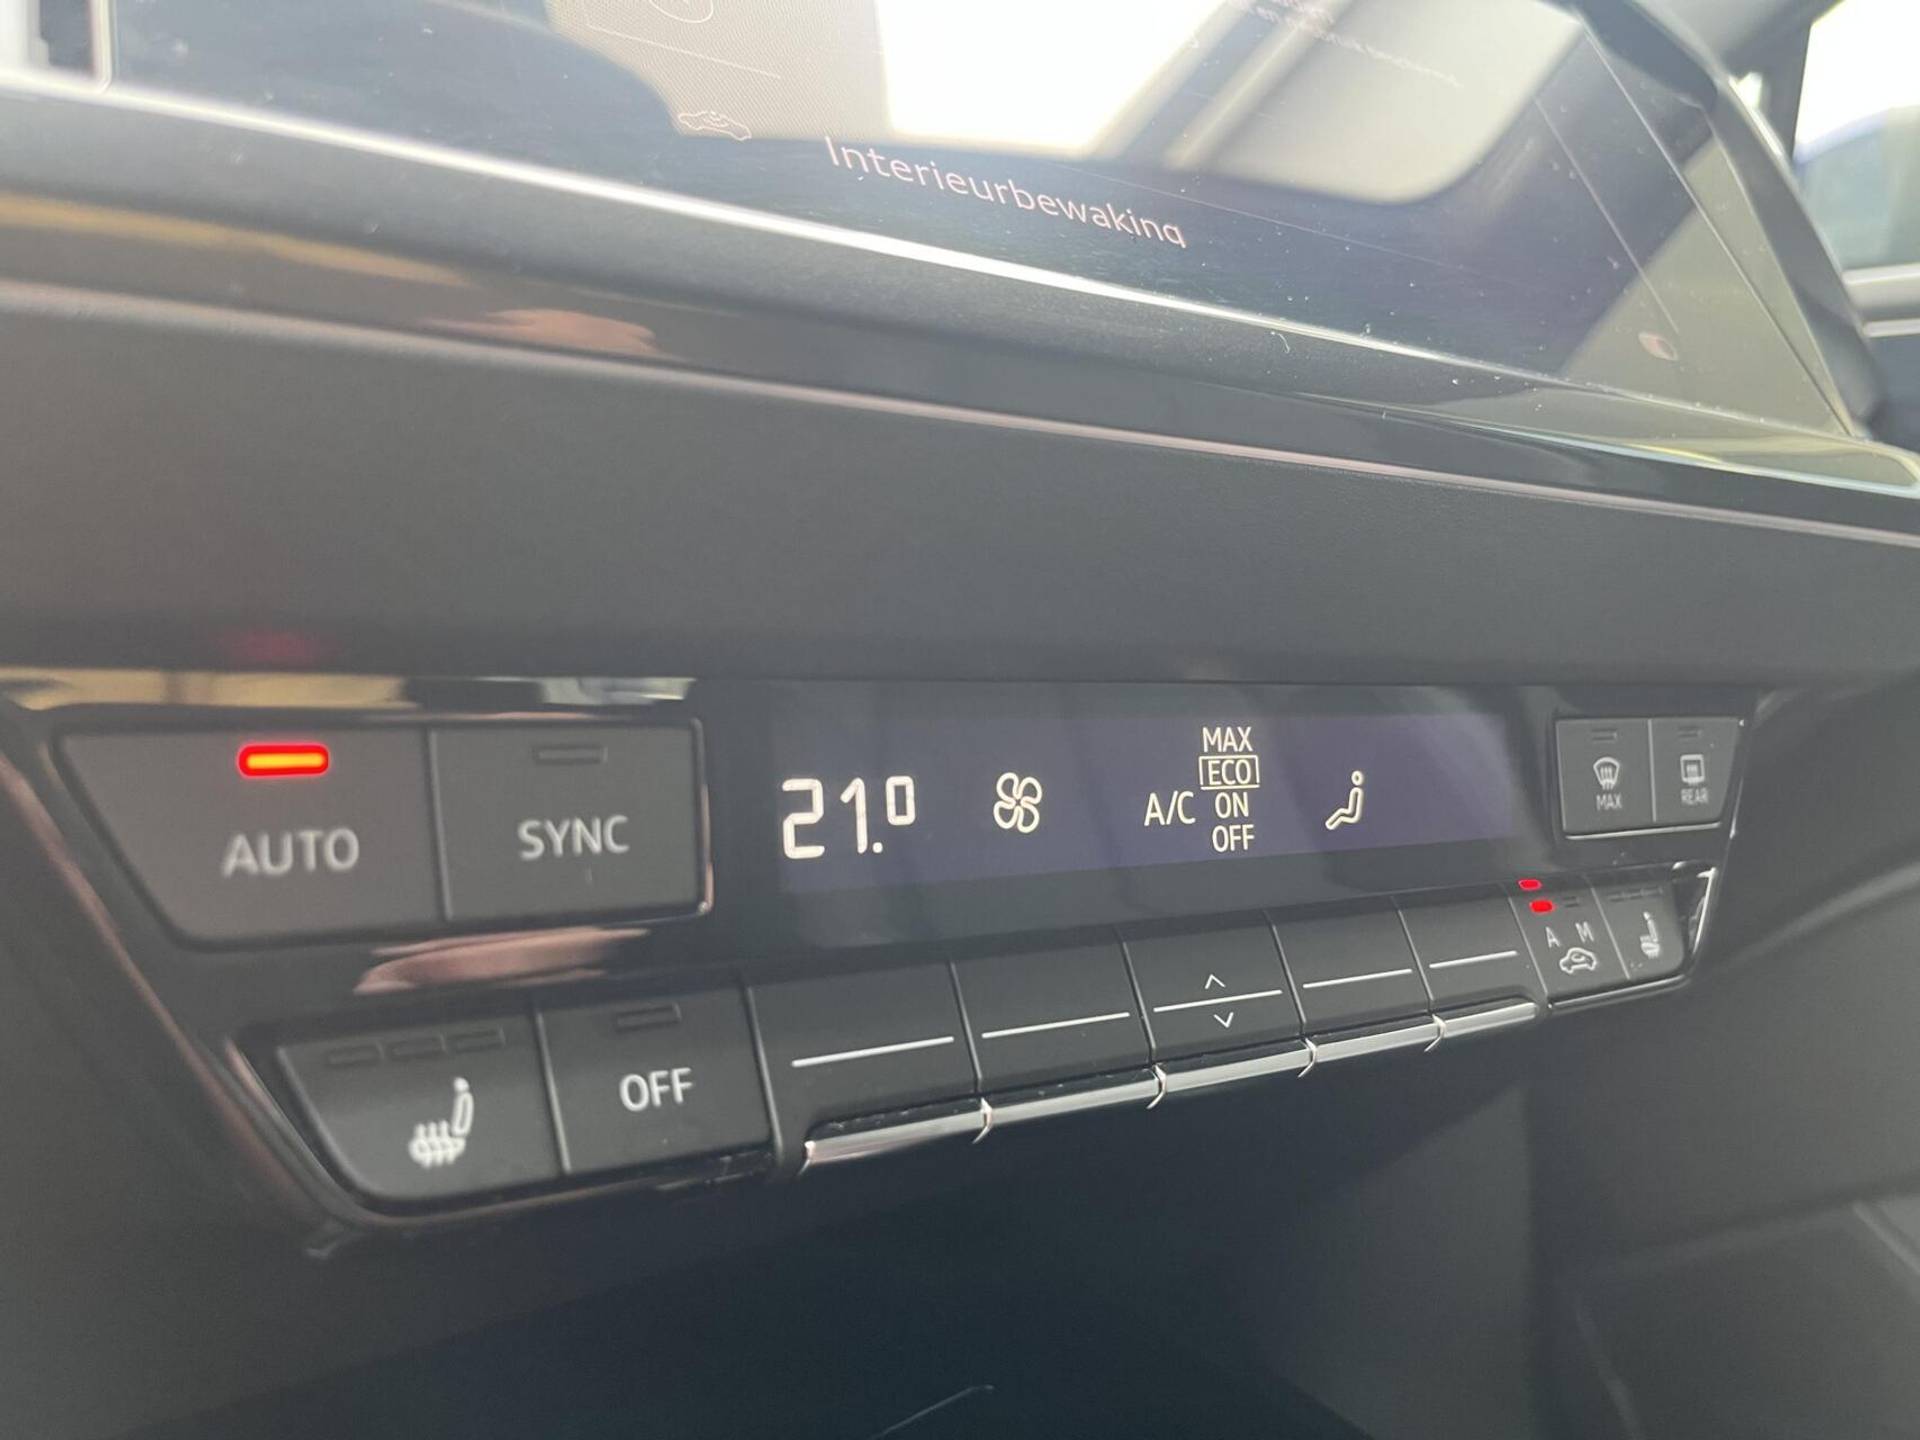 Interieurbewaking
AUTO
SYNC
21.0
A/C
MAX
ECO
ON
OFF
MAX
REAR
A M
OFF